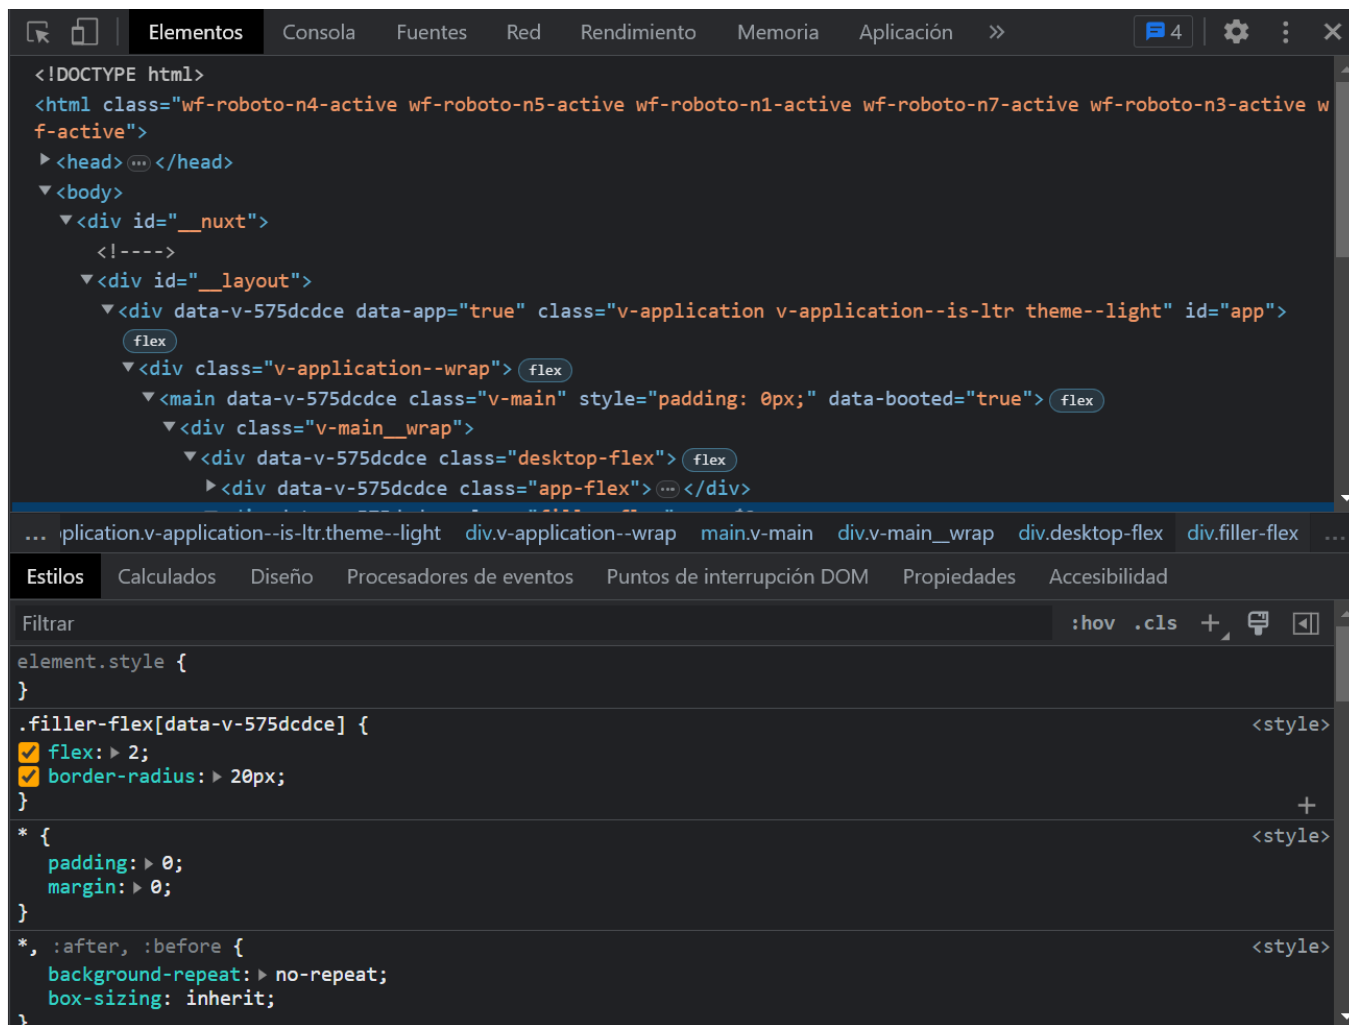 Elementos Consola Fuentes Red Rendimiento Memoria Aplicación » 4
<!DOCTYPE html>
<html class="wf-roboto-n4-active wf-roboto-n5-active wf-roboto-n1-active wf-roboto-n7-active wf-roboto-n3-active w
f-active">
<head> … </head>
<body>
<div id="__nuxt">
<!---->
<div id="__layout">
<div data-v-575dcdce data-app="true" class="v-application v-application--is-ltr theme--light" id="app">
flex
<div class="v-application--wrap"> flex
<main data-v-575dcdce class="v-main" style="padding: 0px;" data-booted="true"> flex
<div class="v-main__wrap">
<div data-v-575dcdce class="desktop-flex"> flex
<div data-v-575dcdce class="app-flex"> … </div>
... plication.v-application--is-ltr.theme--light div.v-application--wrap main.v-main div.v-main__wrap div.desktop-flex div.filler-flex ...
Estilos Calculados Diseño Procesadores de eventos Puntos de interrupción DOM Propiedades Accesibilidad
Filtrar :hov .cls +
element.style {
}
.filler-flex[data-v-575dcdce] { <style>
flex: 2;
border-radius: 20px;
}
+
* { <style>
padding: 0;
margin: 0;
}
*, :after, :before { <style>
background-repeat: no-repeat;
box-sizing: inherit;
}